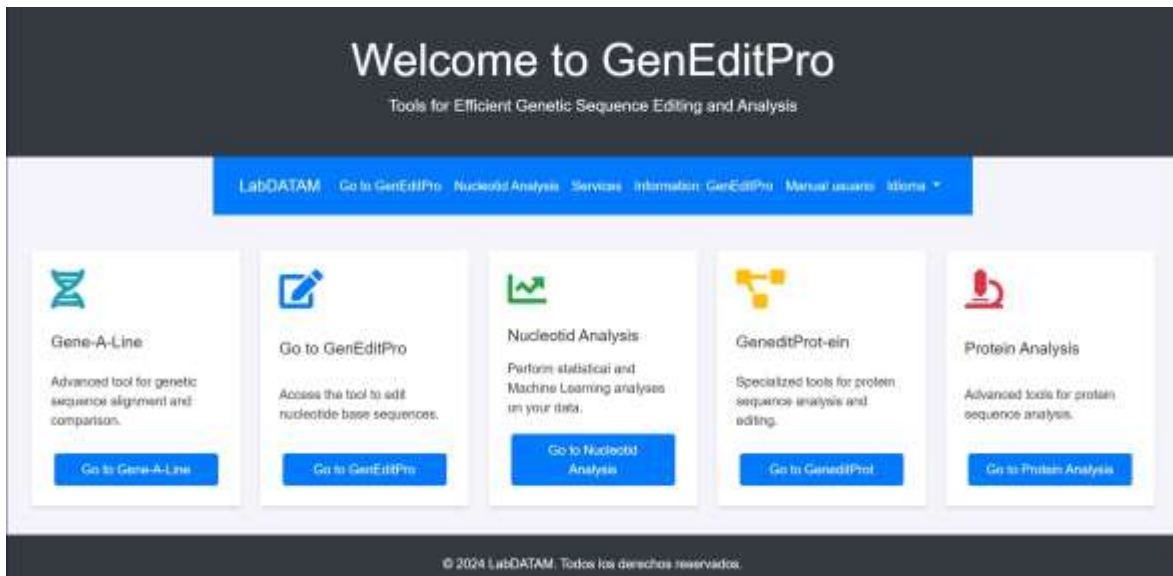 Welcome to GenEditPro
Tools for Efficient Genetic Sequence Editing and Analysis
LabDATAM Go to GenEditPro Nucleotid Analysis Services Information GenEditPro Manual usuario Idioma
Gene-A-Line
Advanced tool for genetic
sequence alignment and
comparison.
Go to Gene-A-Line
Go to GenEditPro
Access the tool to edit
nucleotide base sequences.
Go to GenEditPro
Nucleotid Analysis
Perform statistical and
Machine Learning analyses
on your data.
Go to Nucleotid
Analysis
GeneditProt-ein
Specialized tools for protein
sequence analysis and
editing.
Go to GeneditProt
Protein Analysis
Advanced tools for protein
sequence analysis.
Go to Protein Analysis
© 2024 LabDATAM. Todos los derechos reservados.